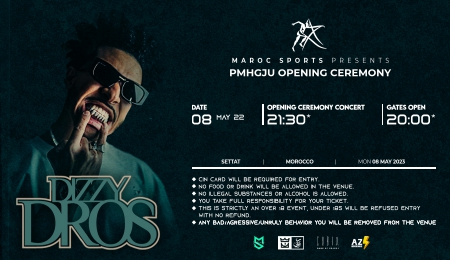 MAROC SPORTS PRESENTS
PMHGJU OPENING CEREMONY
DATE
08 MAY 22
OPENING CEREMONY CONCERT
21:30*
GATES OPEN
20:00*
SETTAT
MOROCCO
MON 08 MAY 2023
CIN CARD WILL BE REQUIRED FOR ENTRY.
NO FOOD OR DRINK WILL BE ALLOWED IN THE VENUE.
NO ILLEGAL SUBSTANCES OR ALCOHOL IS ALLOWED.
YOU TAKE FULL RESPONSIBILITY FOR YOUR TICKET.
THIS IS STRICTLY AN OVER 18 EVENT, UNDER 18S WILL BE REFUSED ENTRY
WITH NO REFUND.
ANY BAD/AGRESSIVE/UNRULY BEHAVIOR YOU WILL BE REMOVED FROM THE VENUE
DIZZY
DROS
AZ